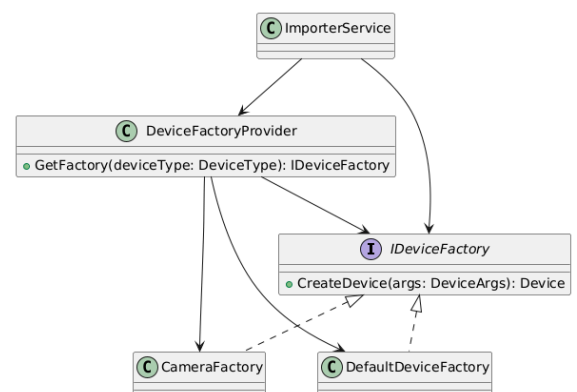 C ImporterService
C DeviceFactoryProvider
GetFactory(deviceType: DeviceType): IDeviceFactory
I IDeviceFactory
CreateDevice(args: DeviceArgs): Device
C CameraFactory
C DefaultDeviceFactory